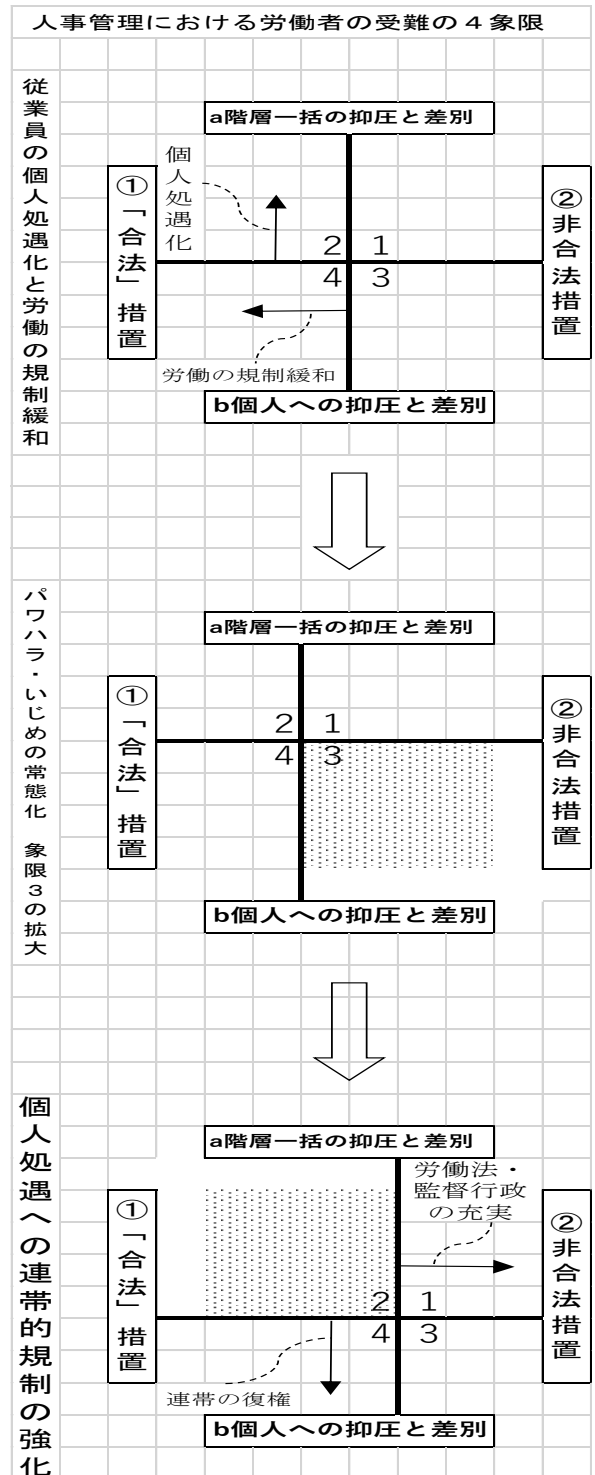 人事管理における労働者の受難の4象限
従業員の個人処遇化と労働の規制緩和
a階層一括の抑圧と差別
①「合法」措置
個人処遇化
②非合法措置
2 1
4 3
労働の規制緩和
b個人への抑圧と差別
パワハラ・いじめの常態化 象限3の拡大
a階層一括の抑圧と差別
①「合法」措置
②非合法措置
2 1
4 3
b個人への抑圧と差別
個人処遇への連帯的規制の強化
a階層一括の抑圧と差別
労働法・
監督行政
の充実
①「合法」措置
②非合法措置
2 1
4 3
連帯の復権
b個人への抑圧と差別